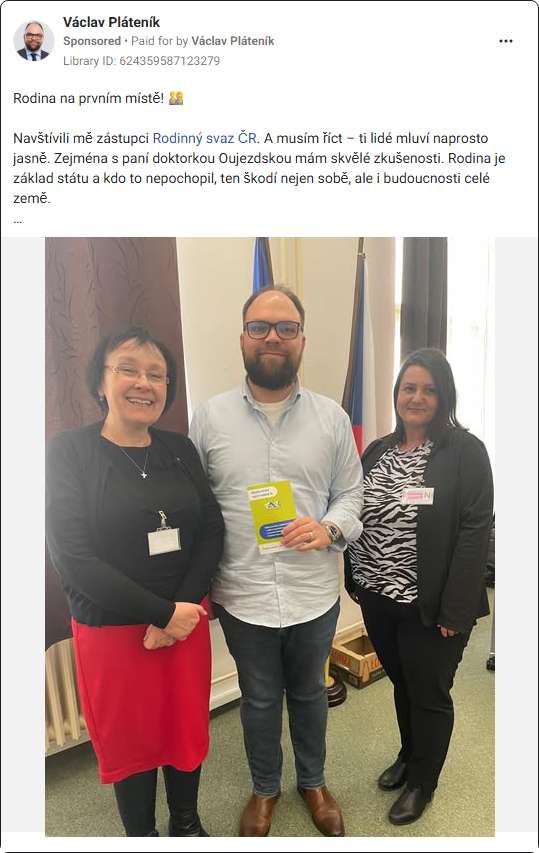 Václav Pláteník
Sponsored • Paid for by Václav Pláteník
Library ID: 624359587123279
Rodina na prvním místě! 👨‍👩‍👧‍👦
Navštívili mě zástupci Rodinný svaz ČR. A musím říct – ti lidé mluví naprosto
jasně. Zejména s paní doktorkou Oujezdskou mám skvělé zkušenosti. Rodina je
základ státu a kdo to nepochopil, ten škodí nejen sobě, ale i budoucnosti celé
země.
...